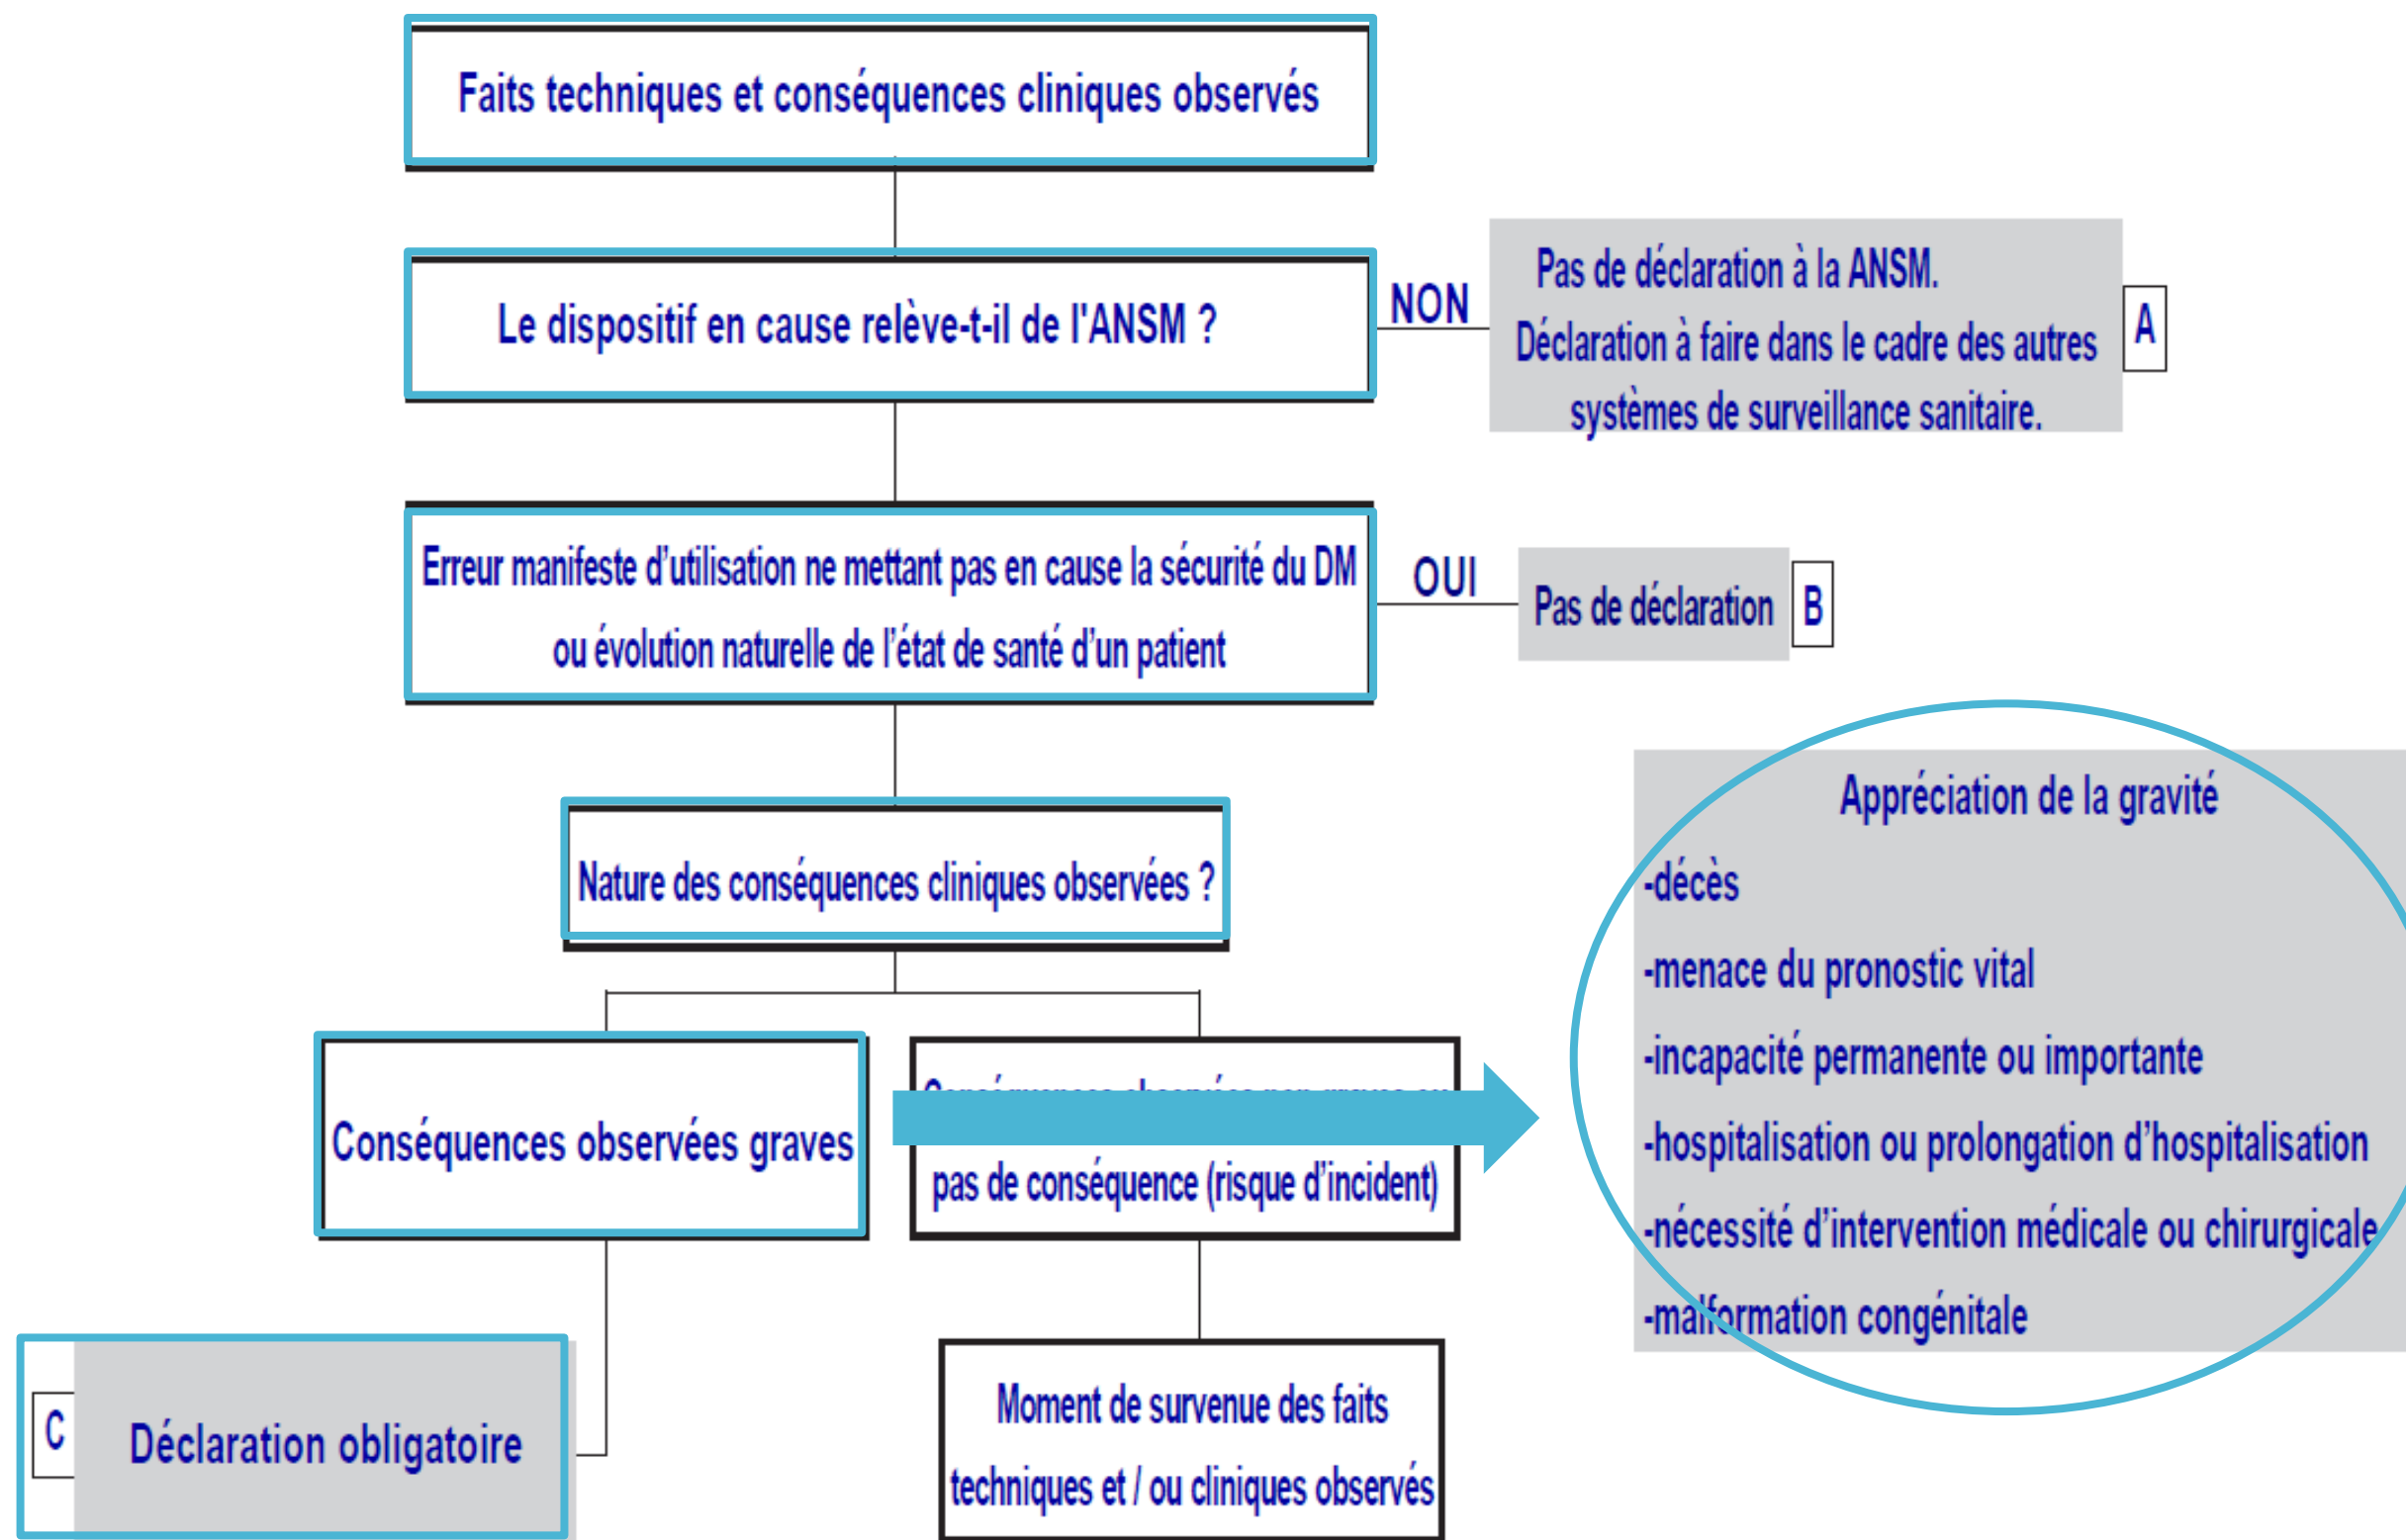 Faits techniques et conséquences cliniques observés
Le dispositif en cause relève-t-il de l'ANSM ?
NON
Pas de déclaration à la ANSM.
Déclaration à faire dans le cadre des autres
systèmes de surveillance sanitaire.
A
Erreur manifeste d’utilisation ne mettant pas en cause la sécurité du DM
ou évolution naturelle de l’état de santé d’un patient
OUI
Pas de déclaration
B
Nature des conséquences cliniques observées ?
Appréciation de la gravité
-décès
-menace du pronostic vital
-incapacité permanente ou importante
-hospitalisation ou prolongation d’hospitalisation
-nécessité d’intervention médicale ou chirurgicale
-malformation congénitale
Conséquences observées graves
pas de conséquence (risque d’incident)
C
Déclaration obligatoire
Moment de survenue des faits
techniques et / ou cliniques observés